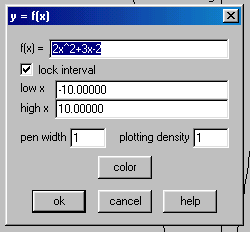 y = f(x)
f(x) = 2x^2+3x-2
lock interval
low x -10.00000
high x 10.00000
pen width 1 plotting density 1
color
ok cancel help